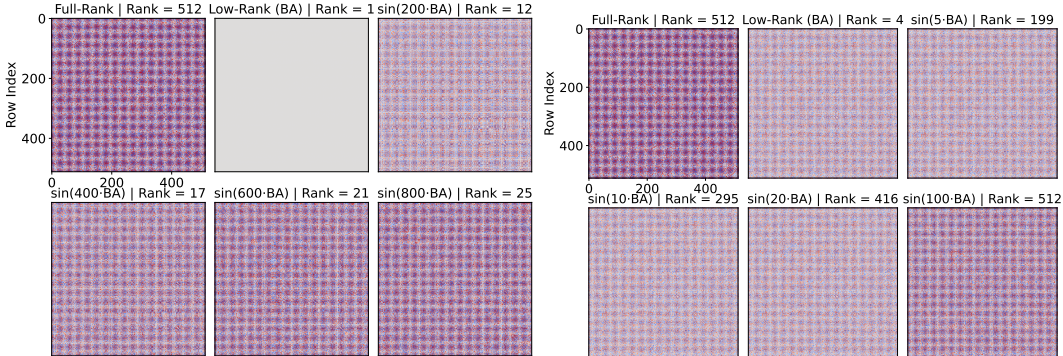 Full-Rank | Rank = 512 Low-Rank (BA) | Rank = 1 sin(200·BA) | Rank = 12
0
200
400
Row Index
0 200 400
sin(400·BA) | Rank = 17 sin(600·BA) | Rank = 21 sin(800·BA) | Rank = 25
Full-Rank | Rank = 512 Low-Rank (BA) | Rank = 4 sin(5·BA) | Rank = 199
0
200
400
Row Index
0 200 400
sin(10·BA) | Rank = 295 sin(20·BA) | Rank = 416 sin(100·BA) | Rank = 512